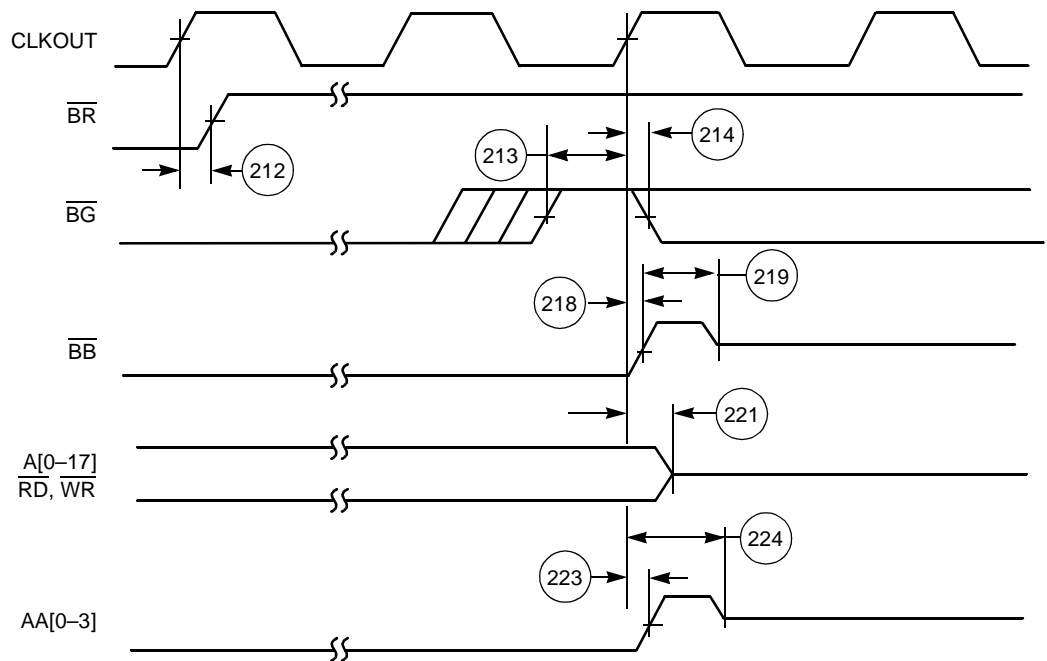 CLKOUT
BR
212
213
214
BG
218
219
BB
221
A[0–17]
RD, WR
224
223
AA[0–3]